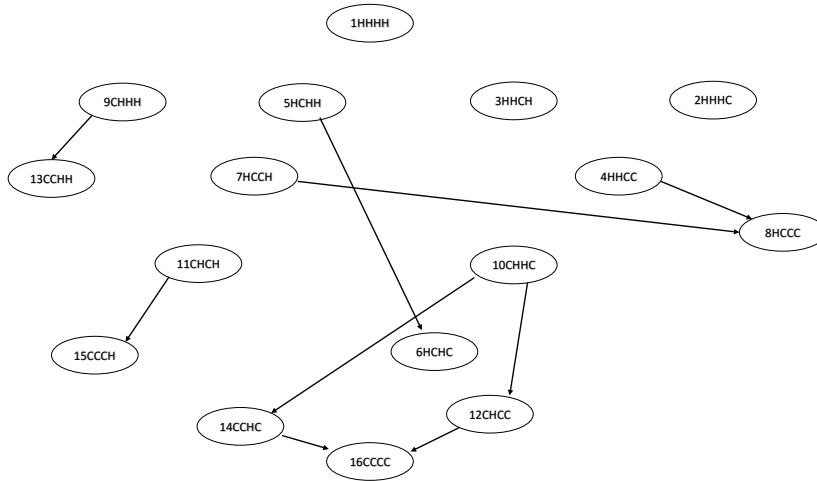 1HHHH
9CHHH
5HCHH
3HHCH
2HHHC
13CCHH
7HCCH
4HHCC
8HCCC
11CHCH
10CHHC
15CCCH
6HCHC
14CCHC
12CHCC
16CCCC